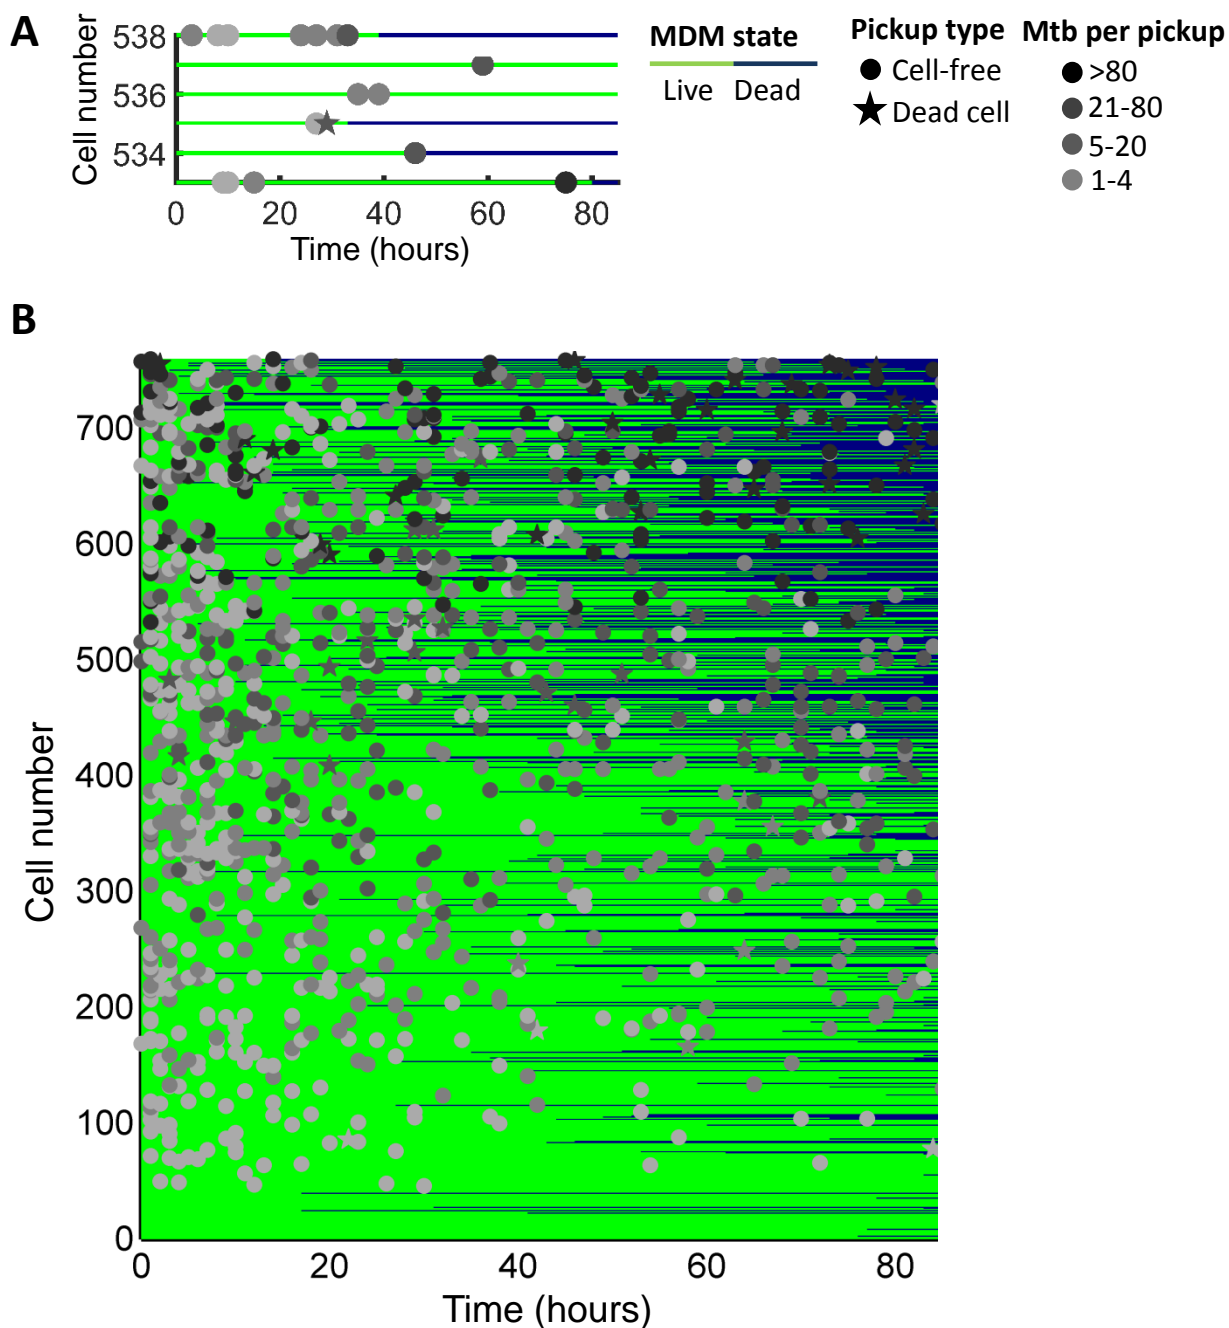 A
Cell number
538
536
534
0 20 40 60 80
Time (hours)
MDM state
Live Dead
Pickup type
Cell-free
Dead cell
Mtb per pickup
>80
21-80
5-20
1-4
B
Cell number
700
600
500
400
300
200
100
0
0 20 40 60 80
Time (hours)